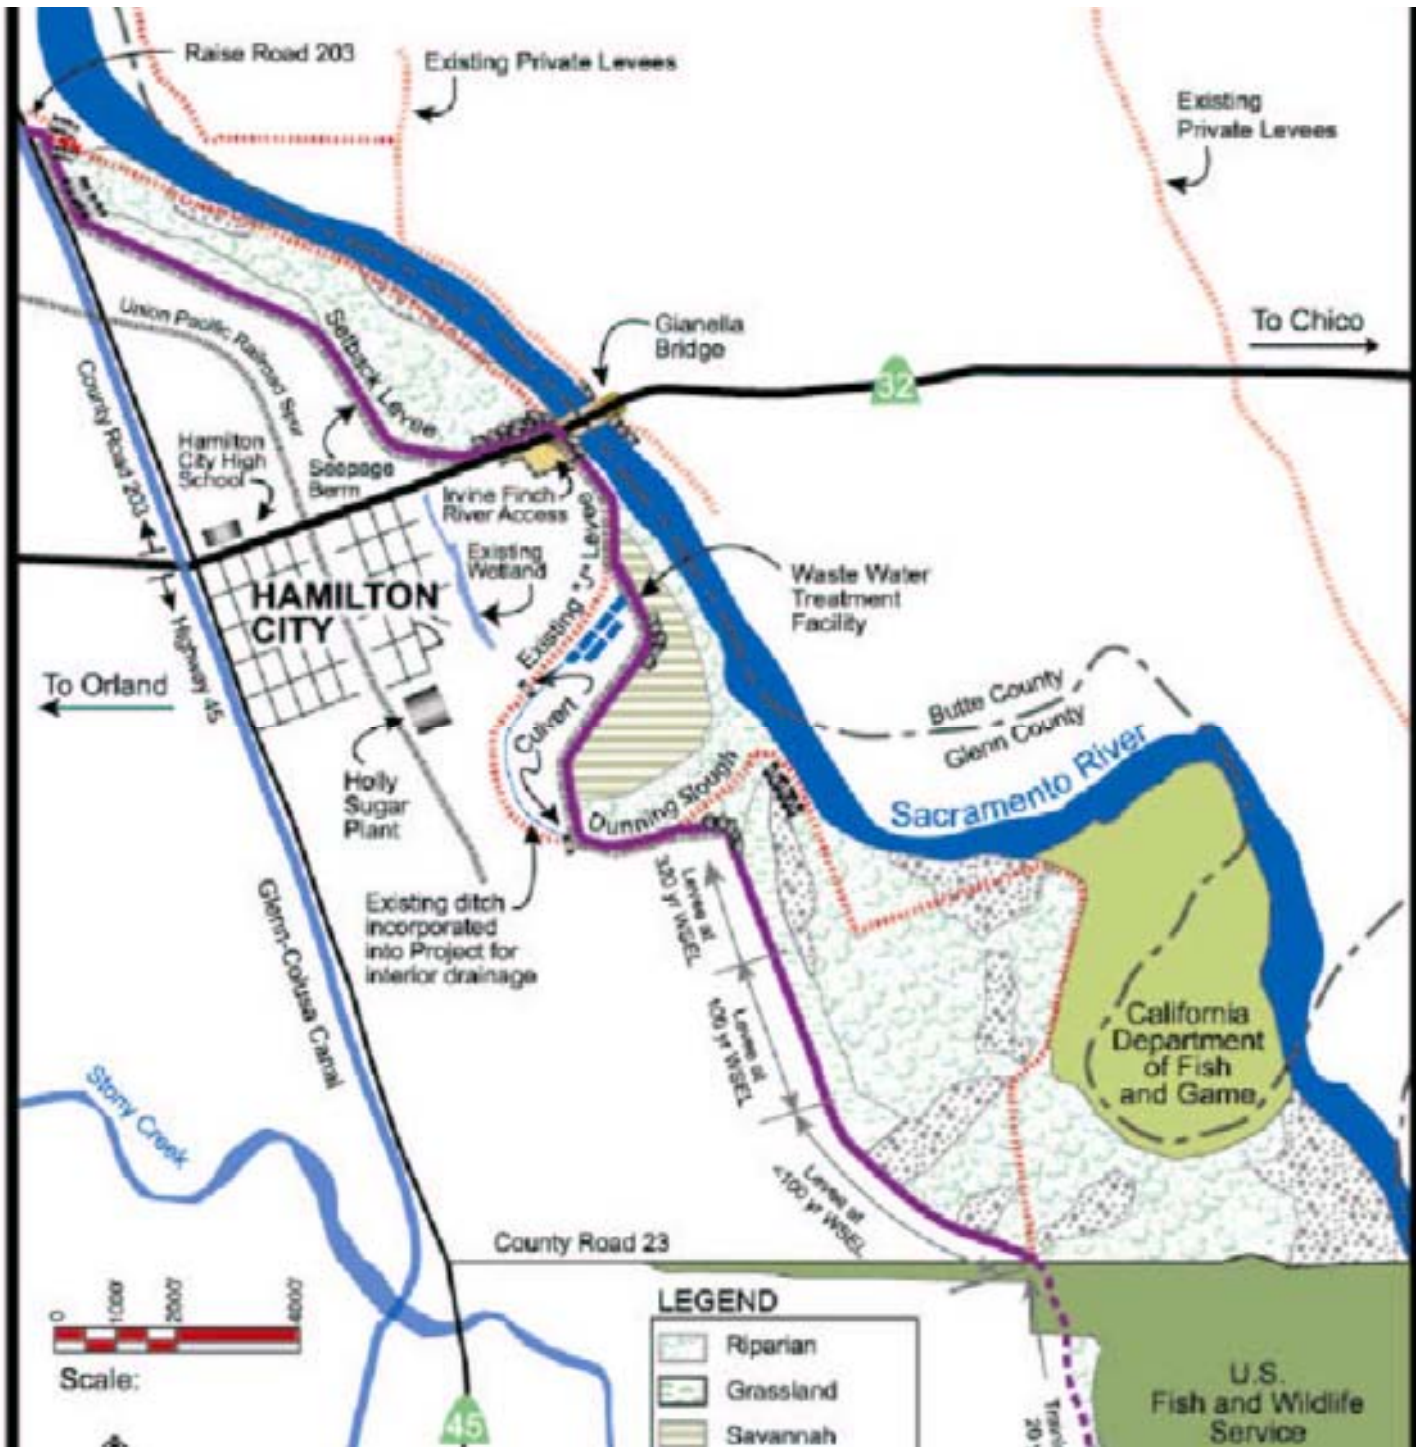 Raise Road 203
Existing Private Levees
Existing
Private Levees
To Chico
Gianella
Bridge
32
Union Pacific Railroad Spur
Setback Levee
County Road 203
Hamilton
City High
School
Seepage
Berm
Irvine Finch
River Access
Existing
Wetland
Existing "J" Levee
Waste Water
Treatment
Facility
HAMILTON
CITY
Highway 45
To Orland
Butte County
Glenn County
Sacramento River
Culvert
Dunning Slough
Holly
Sugar
Plant
Existing ditch
incorporated
into Project for
interior drainage
Levee at
320 yr WSEL
Levee at
100 yr WSEL
Levee at
<100 yr WSEL
Glenn-Colusa Canal
California
Department
of Fish
and Game
Stony Creek
County Road 23
0 1000' 2000' 4000'
Scale:
45
LEGEND
Riparian
Grassland
Savannah
U.S.
Fish and Wildlife
Service